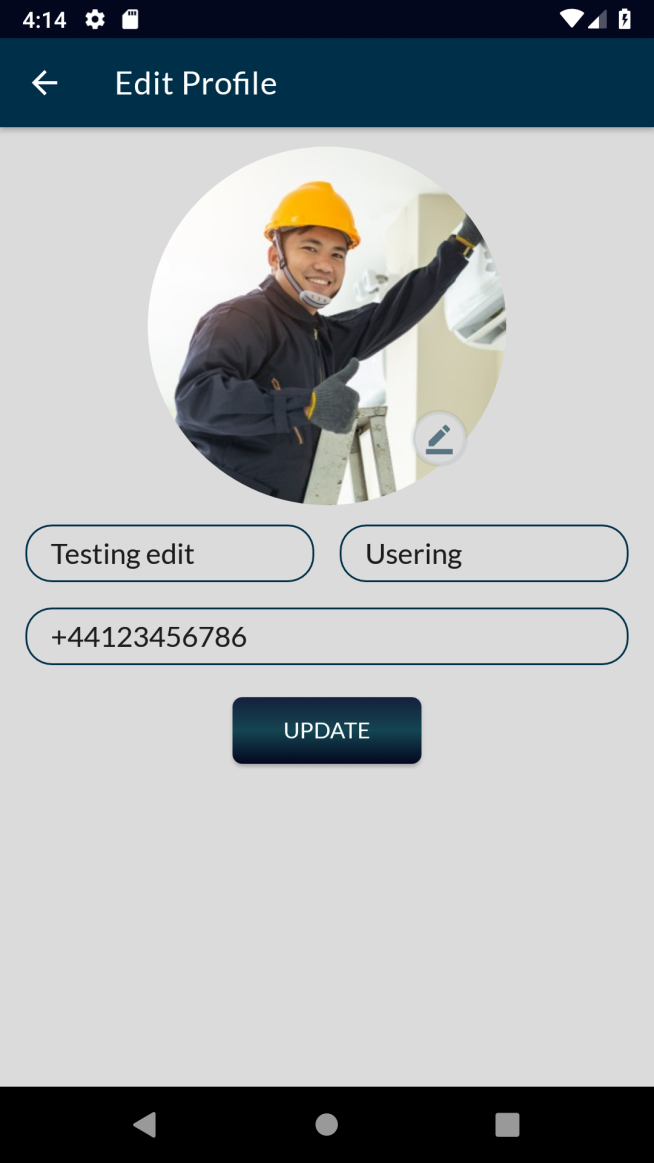 4:14
Edit Profile
Testing edit
Usering
+44123456786
UPDATE